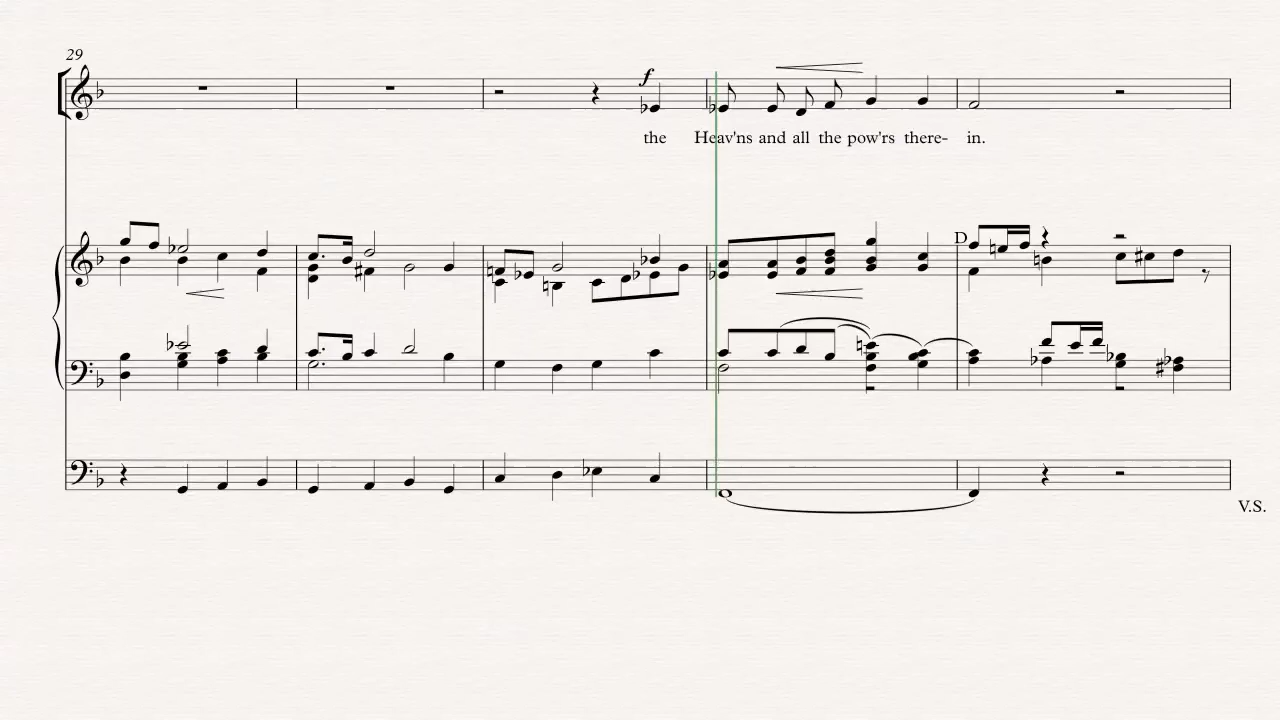 29
f
the Heav'ns and all the pow'rs there- in.
D
V.S.